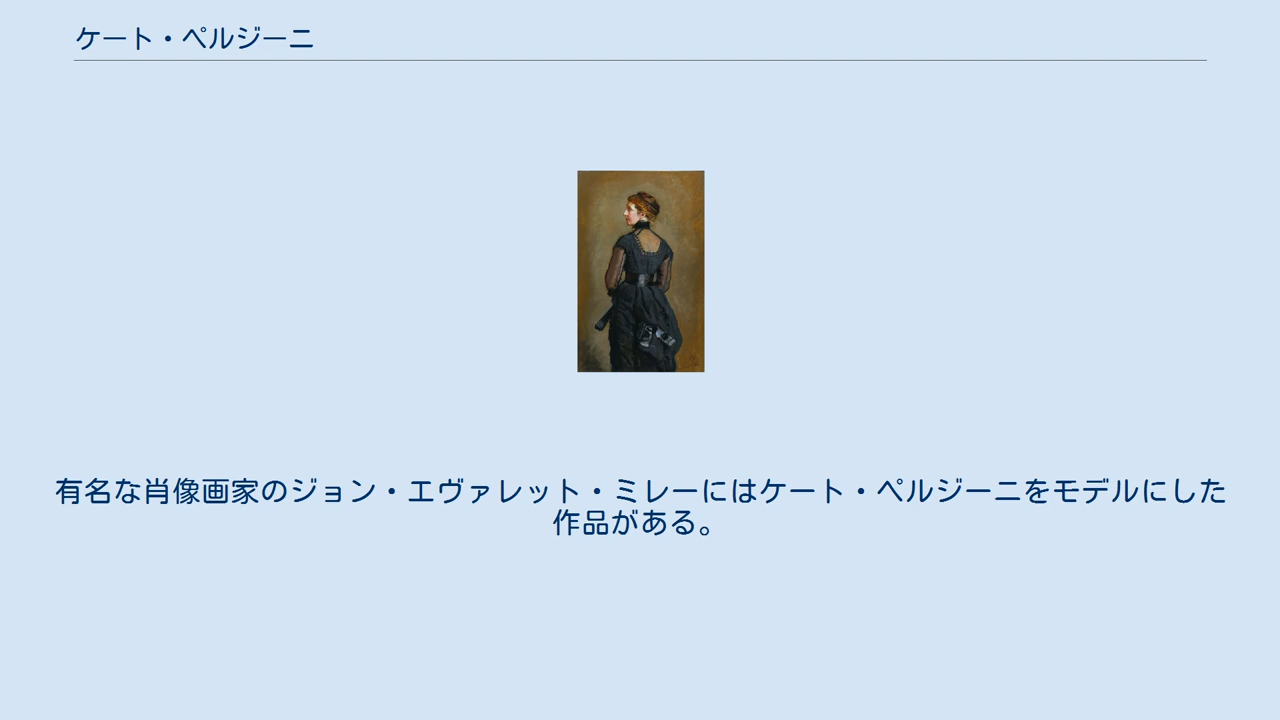 ケート・ペルジーニ
有名な肖像画家のジョン・エヴァレット・ミレーにはケート・ペルジーニをモデルにした
作品がある。